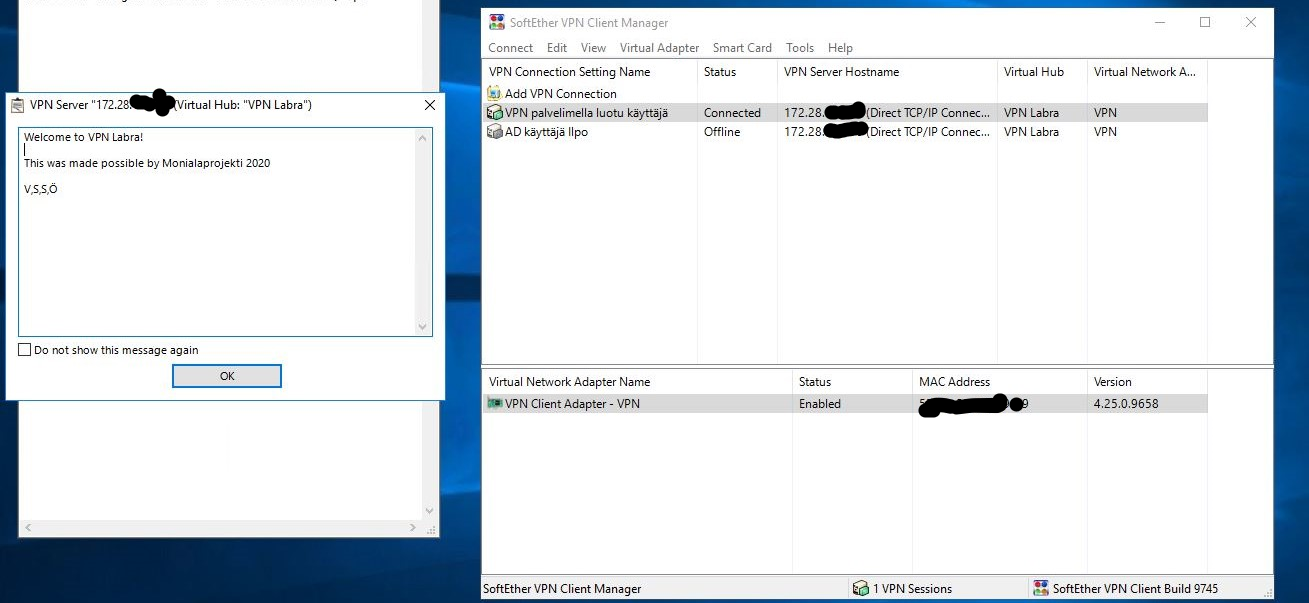 VPN Server "172.28. (Virtual Hub: "VPN Labra")
Welcome to VPN Labra!
This was made possible by Monialaprojekti 2020
V,S,S,Ö
Do not show this message again
OK
SoftEther VPN Client Manager
Connect Edit View Virtual Adapter Smart Card Tools Help
VPN Connection Setting Name Status VPN Server Hostname Virtual Hub Virtual Network A...
Add VPN Connection
VPN palvelimella luotu käyttäjä Connected 172.28. (Direct TCP/IP Connec... VPN Labra VPN
AD käyttäjä Ilpo Offline 172.28. (Direct TCP/IP Connec... VPN Labra VPN
Virtual Network Adapter Name Status MAC Address Version
VPN Client Adapter - VPN Enabled 4.25.0.9658
SoftEther VPN Client Manager 1 VPN Sessions SoftEther VPN Client Build 9745